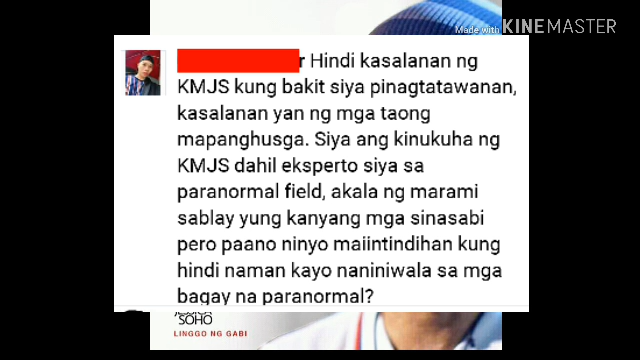 Made with KINEMASTER
r Hindi kasalanan ng
KMJS kung bakit siya pinagtatawanan,
kasalanan yan ng mga taong
mapanghusga. Siya ang kinukuha ng
KMJS dahil eksperto siya sa
paranormal field, akala ng marami
sablay yung kanyang mga sinasabi
pero paano ninyo maiintindihan kung
hindi naman kayo naniniwala sa mga
bagay na paranormal?
SOHO
LINGGO NG GABI